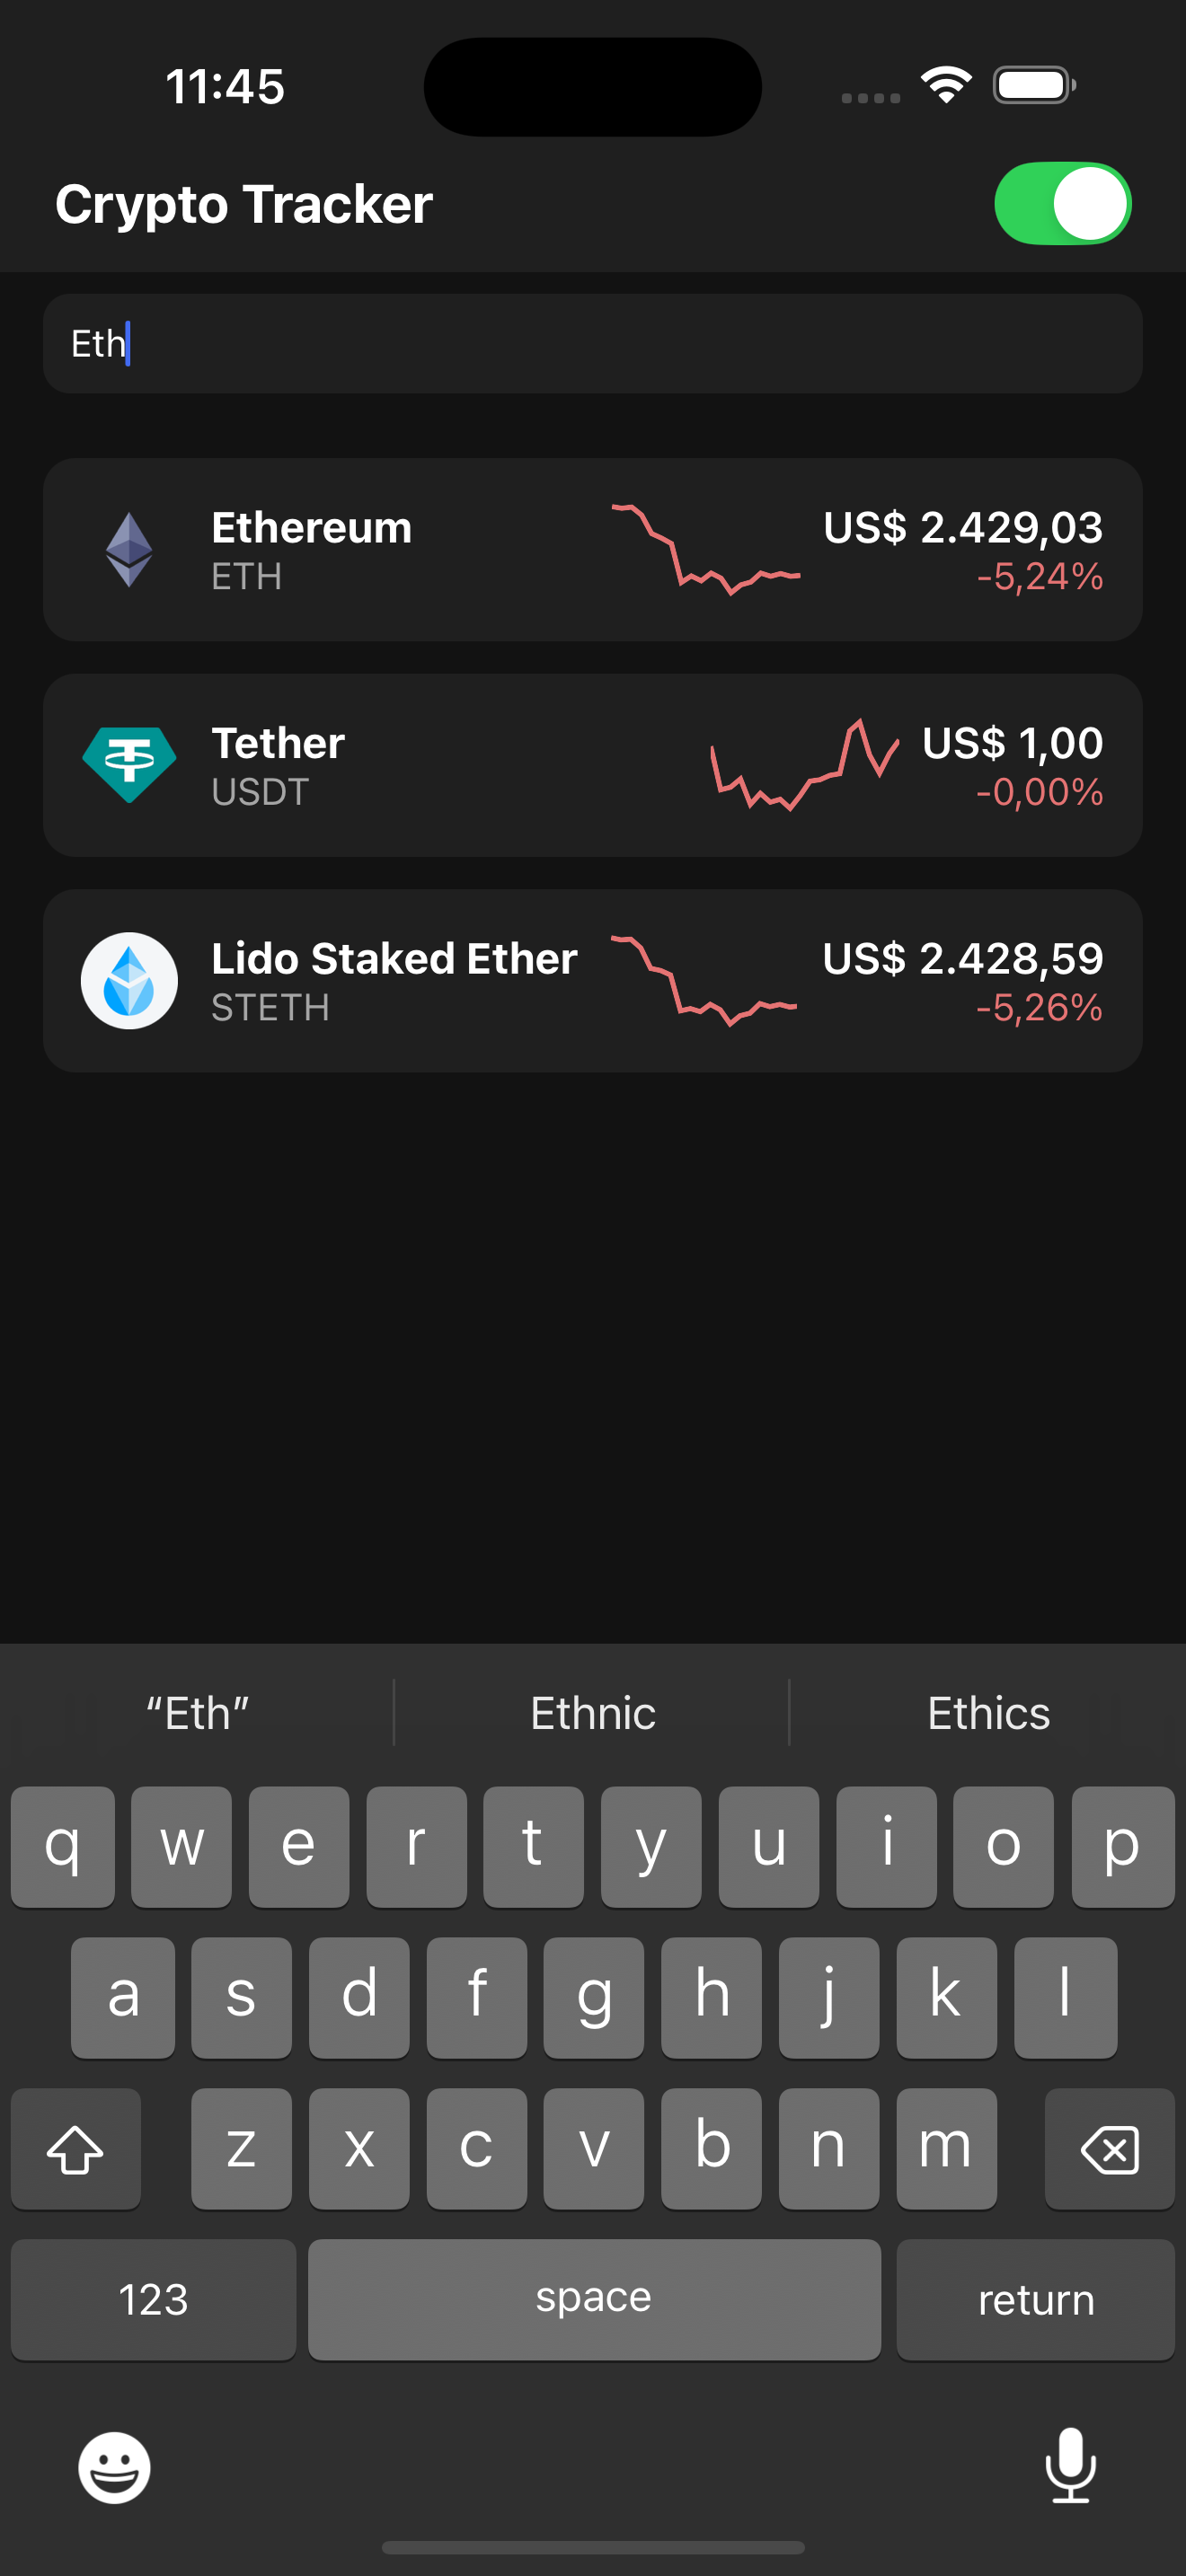 11:45
Crypto Tracker
Eth
Ethereum US$ 2.429,03
ETH -5,24%
Tether US$ 1,00
USDT -0,00%
Lido Staked Ether US$ 2.428,59
STETH -5,26%
“Eth” Ethnic Ethics
q w e r t y u i o p
a s d f g h j k l
z x c v b n m
123 space return